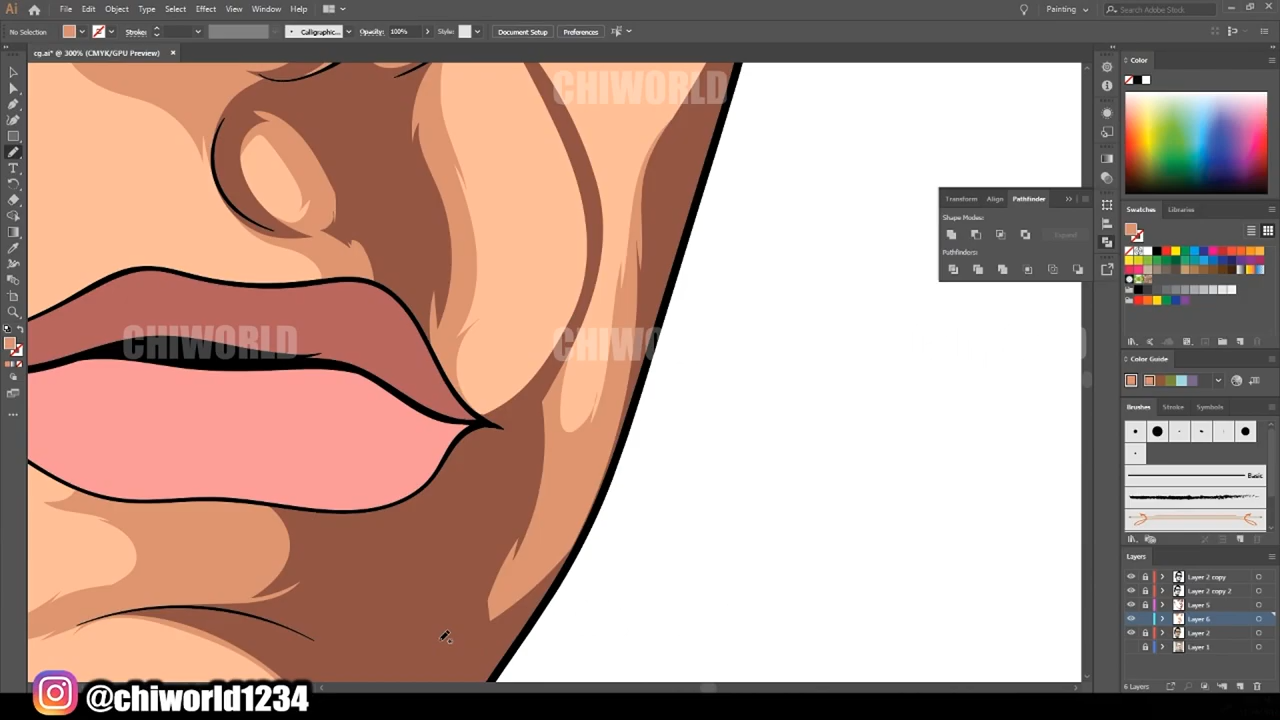 Ai File Edit Object Type Select Effect View Window Help Painting Search Adobe Stock
No Selection Stroke: Calligraphic... Opacity: 100% Style: Document Setup Preferences
cg.ai* @ 300% (CMYK/GPU Preview) ×
Color
CHIWORLD
Transform Align Pathfinder
Shape Modes:
Expand
Pathfinders:
Swatches Libraries
CHIWORLD CHIWORLD
Color Guide
Brushes Stroke Symbols
Basic
Layers
Layer 2 copy
Layer 2 copy 2
Layer 5
Layer 6
Layer 2
Layer 1
6 Layers
@chiworld1234